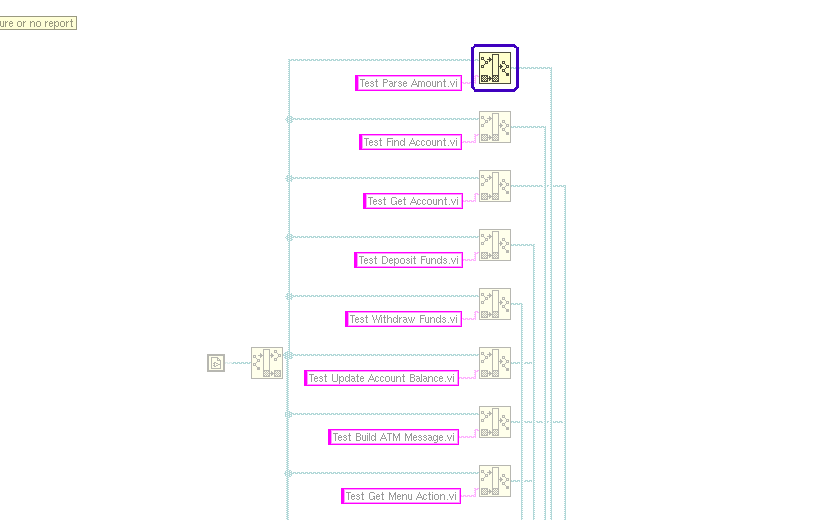 ure or no report
Test Parse Amount.vi
Test Find Account.vi
Test Get Account.vi
Test Deposit Funds.vi
Test Withdraw Funds.vi
Test Update Account Balance.vi
Test Build ATM Message.vi
Test Get Menu Action.vi